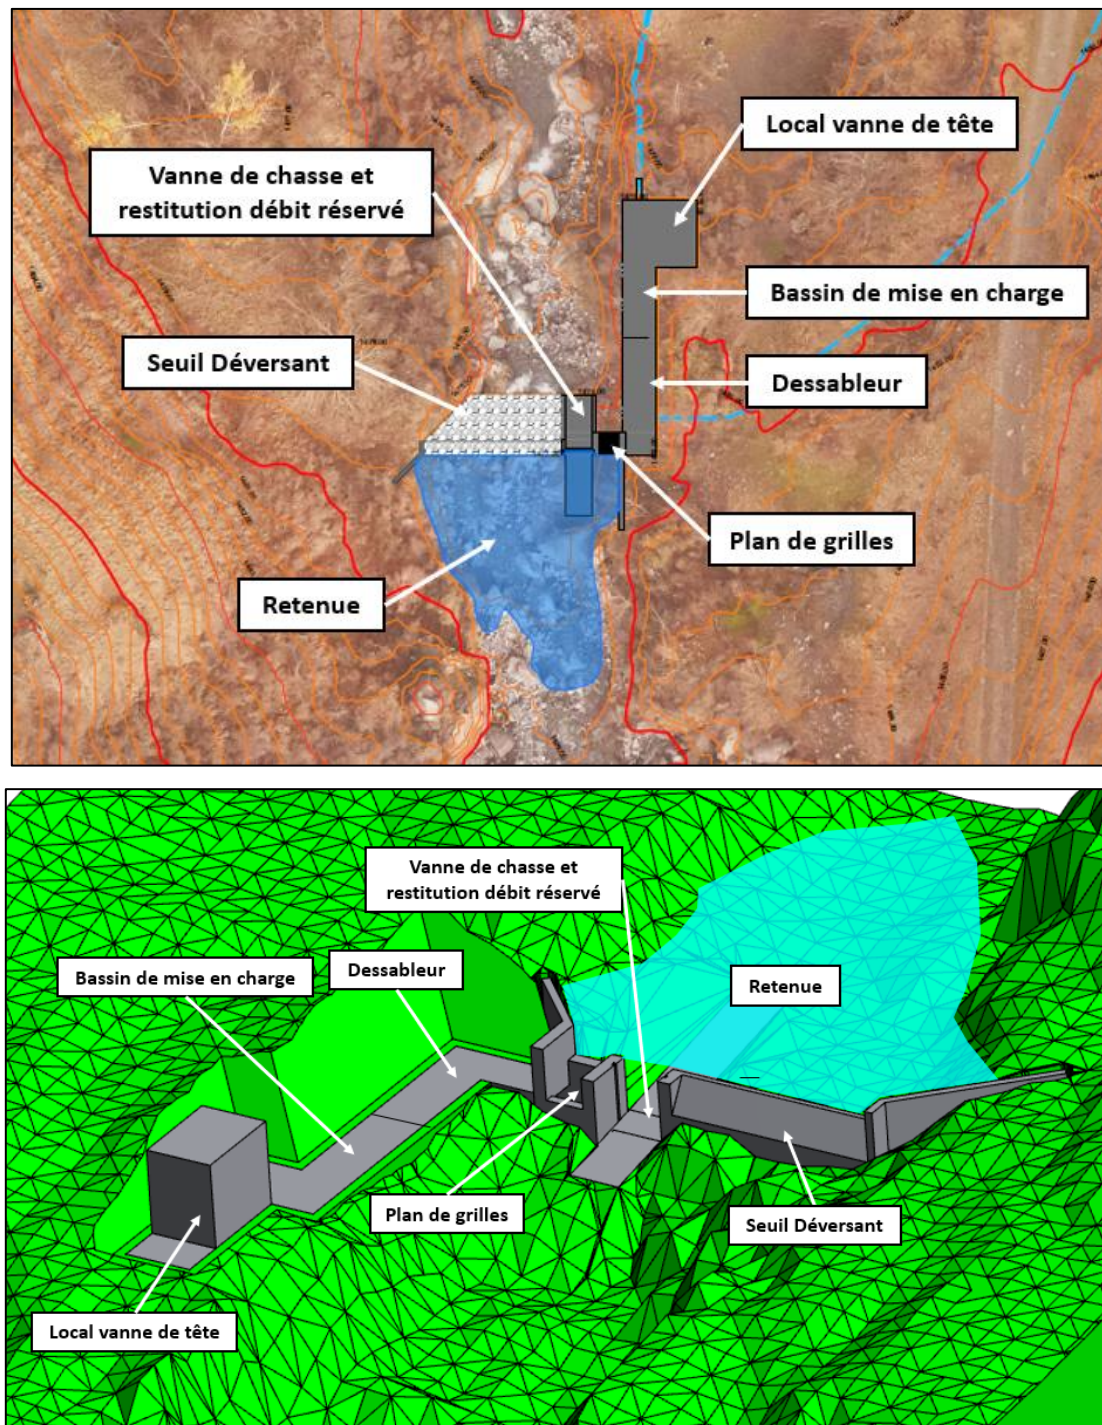 Local vanne de tête
Vanne de chasse et
restitution débit réservé
Bassin de mise en charge
Seuil Déversant
Dessableur
Plan de grilles
Retenue
Vanne de chasse et
restitution débit réservé
Dessableur
Bassin de mise en charge
Retenue
Plan de grilles
Seuil Déversant
Local vanne de tête